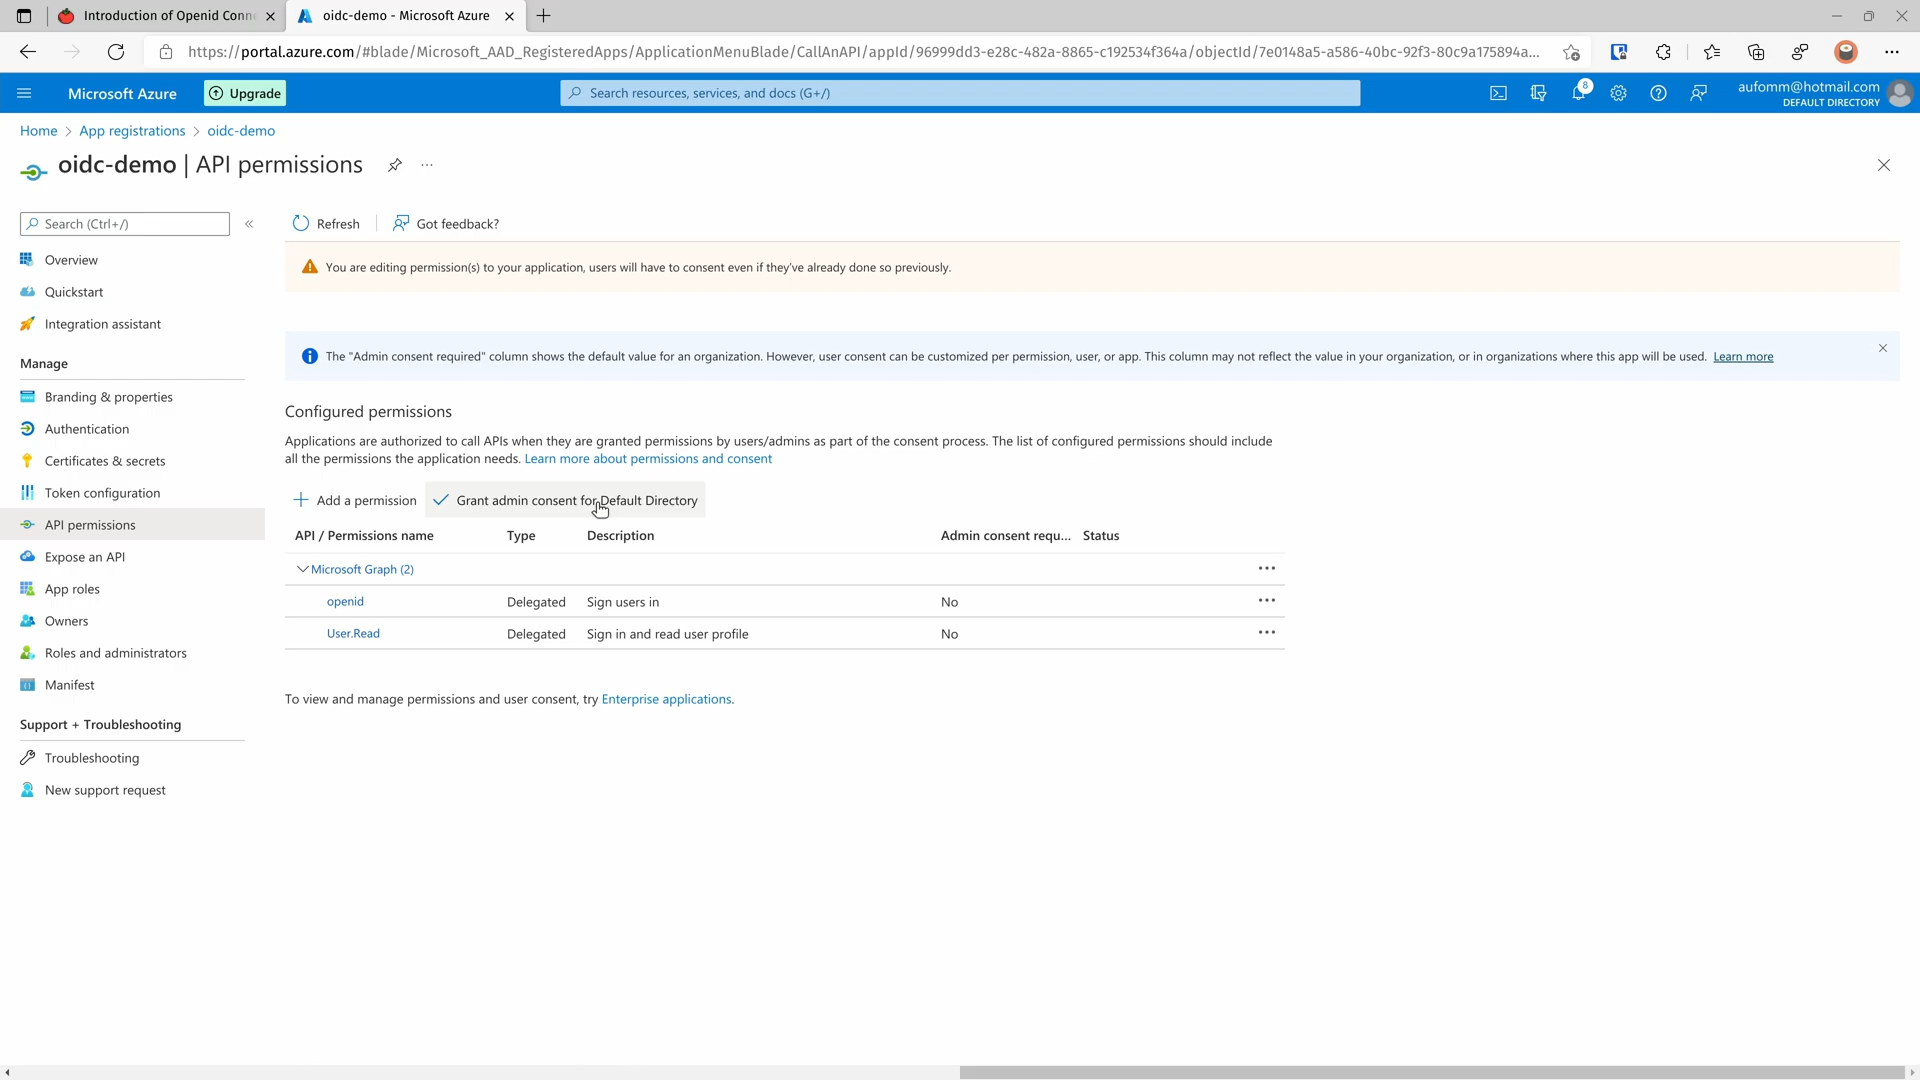 Introduction of Openid Conn
oidc-demo - Microsoft Azure
https://portal.azure.com/#blade/Microsoft_AAD_RegisteredApps/ApplicationMenuBlade/CallAnAPI/appId/96999dd3-e28c-482a-8865-c192534f364a/objectId/7e0148a5-a586-40bc-92f3-80c9a175894a...
Microsoft Azure
Upgrade
Search resources, services, and docs (G+/)
8
aufomm@hotmail.com
DEFAULT DIRECTORY
Home > App registrations > oidc-demo
oidc-demo | API permissions
Search (Ctrl+/)
Refresh
Got feedback?
Overview
Quickstart
Integration assistant
Manage
Branding & properties
Authentication
Certificates & secrets
Token configuration
API permissions
Expose an API
App roles
Owners
Roles and administrators
Manifest
Support + Troubleshooting
Troubleshooting
New support request
You are editing permission(s) to your application, users will have to consent even if they've already done so previously.
The "Admin consent required" column shows the default value for an organization. However, user consent can be customized per permission, user, or app. This column may not reflect the value in your organization, or in organizations where this app will be used. Learn more
Configured permissions
Applications are authorized to call APIs when they are granted permissions by users/admins as part of the consent process. The list of configured permissions should include
all the permissions the application needs. Learn more about permissions and consent
Add a permission
Grant admin consent for Default Directory
API / Permissions name Type Description Admin consent requ... Status
Microsoft Graph (2)
openid Delegated Sign users in No
User.Read Delegated Sign in and read user profile No
To view and manage permissions and user consent, try Enterprise applications.